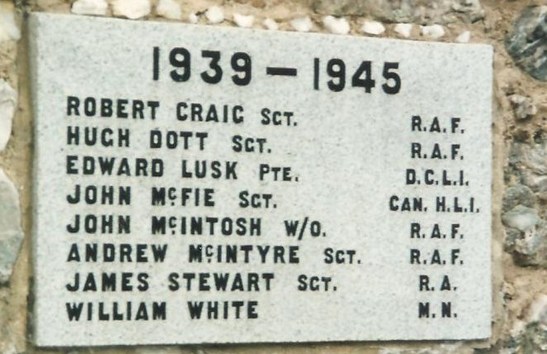 1939 – 1945
ROBERT CRAIG SGT. R.A.F.
HUGH DOTT SGT. R.A.F.
EDWARD LUSK PTE. D.C.L.I.
JOHN McFIE SGT. CAN. H.L.I.
JOHN McINTOSH W/O. R.A.F.
ANDREW McINTYRE SGT. R.A.F.
JAMES STEWART SGT. R.A.
WILLIAM WHITE M.N.